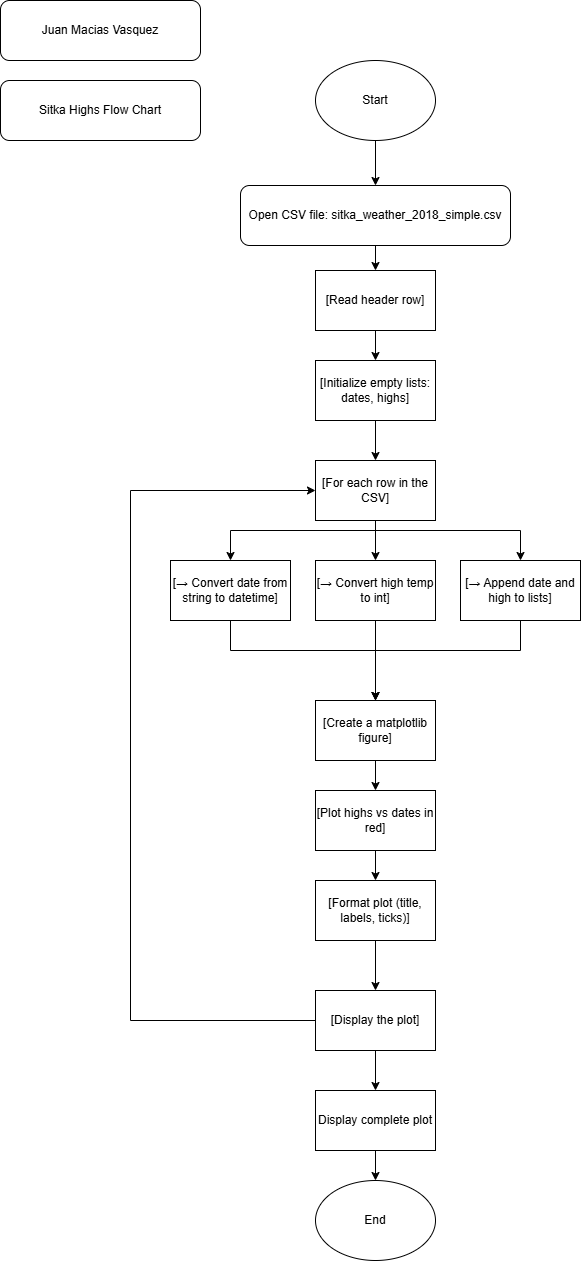 Juan Macias Vasquez
Sitka Highs Flow Chart
Start
Open CSV file: sitka_weather_2018_simple.csv
[Read header row]
[Initialize empty lists:
dates, highs]
[For each row in the
CSV]
[→ Convert date from
string to datetime]
[→ Convert high temp
to int]
[→ Append date and
high to lists]
[Create a matplotlib
figure]
[Plot highs vs dates in
red]
[Format plot (title,
labels, ticks)]
[Display the plot]
Display complete plot
End